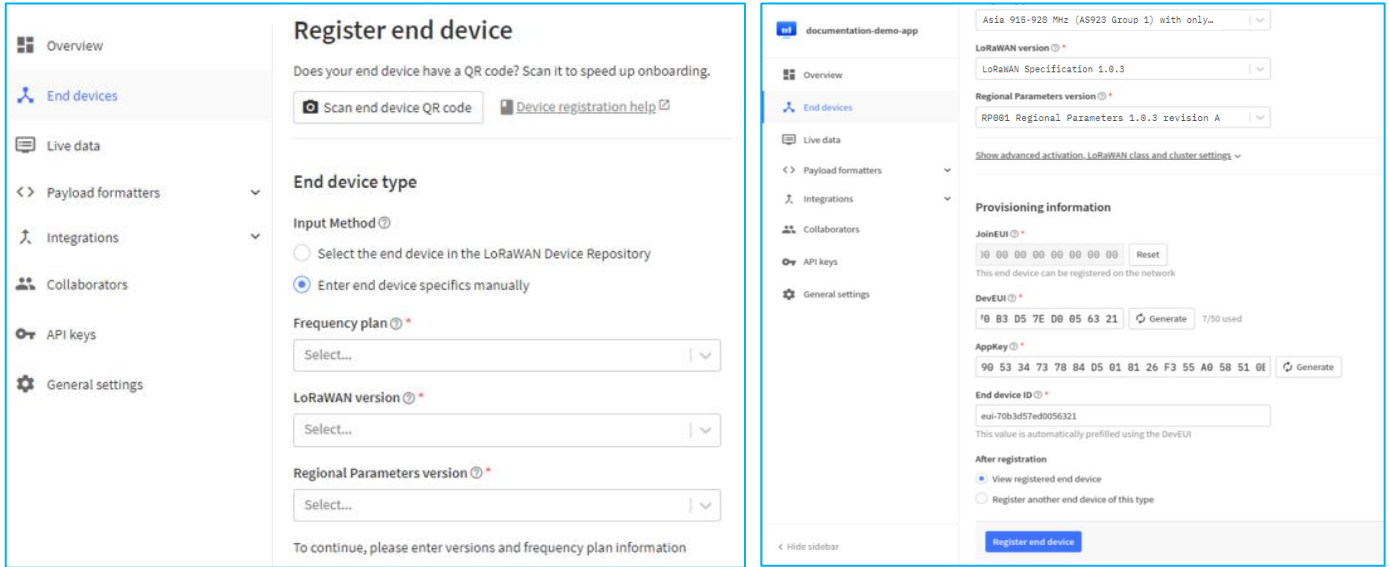 Overview
End devices
Live data
Payload formatters
Integrations
Collaborators
API keys
General settings
Register end device
Does your end device have a QR code? Scan it to speed up onboarding.
Scan end device QR code
Device registration help
End device type
Input Method
Select the end device in the LoRaWAN Device Repository
Enter end device specifics manually
Frequency plan *
Select...
LoRaWAN version *
Select...
Regional Parameters version *
Select...
To continue, please enter versions and frequency plan information
documentation-demo-app
Overview
End devices
Live data
Payload formatters
Integrations
Collaborators
API keys
General settings
< Hide sidebar
Asia 915-928 MHz (AS923 Group 1) with only…
LoRaWAN version *
LoRaWAN Specification 1.0.3
Regional Parameters version *
RP001 Regional Parameters 1.0.3 revision A
Show advanced activation, LoRaWAN class and cluster settings
Provisioning information
JoinEUI *
00 00 00 00 00 00 00 Reset
This end device can be registered on the network
DevEUI *
B3 D5 7E D0 05 63 21 Generate 7/50 used
AppKey *
90 53 34 73 78 84 D5 01 81 26 F3 55 A0 58 51 Generate
End device ID *
eui-70b3d57ed0056321
This value is automatically prefilled using the DevEUI
After registration
View registered end device
Register another end device of this type
Register end device